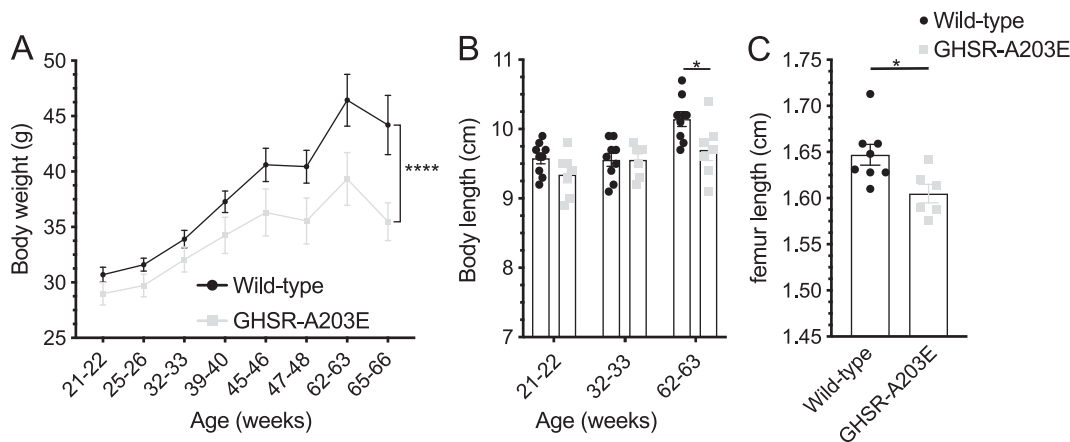 A
Body weight (g)
50
45
40
35
30
25
****
Wild-type
GHSR-A203E
21-22
25-26
32-33
39-40
45-46
47-48
62-63
65-66
Age (weeks)
B
Body length (cm)
11
10
9
8
7
*
21-22
32-33
62-63
Age (weeks)
Wild-type
GHSR-A203E
C
femur length (cm)
1.75
1.70
1.65
1.60
1.55
1.50
1.45
*
Wild-type
GHSR-A203E